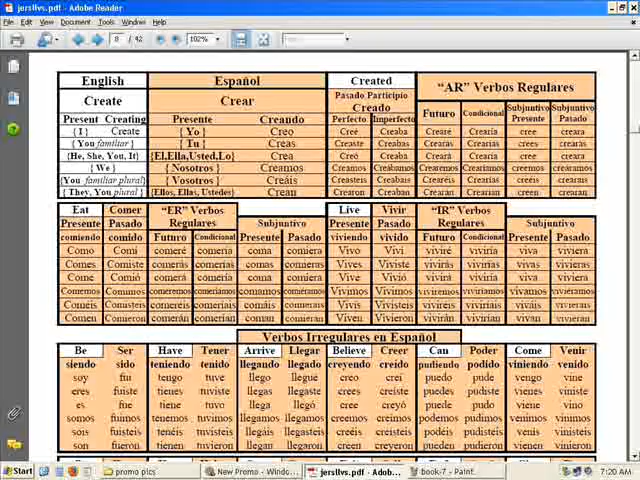 jersllvs.pdf - Adobe Reader
File Edit View Document Tools Window Help
8 / 42 102%
English Español Created "AR" Verbos Regulares
Create Crear Pasado Participio Creado
Present Creating Presente Creando Perfecto Imperfecto Futuro Condicional Subjuntivo Presente Subjuntivo Pasado
{ I } Create { Yo } Creo Creé Creaba Crearé Crearía cree creara
{ You familiar } { Tu } Creas Creaste Creabas Crearás Crearías crees crearas
{He, She, You, It} {El,Ella,Usted,Lo} Crea Creó Creaba Creará Crearía cree creara
{ We } { Nosotros } Creamos Creamos Creábamos Crearemos Crearíamos creemos creáramos
{You familiar plural} { Vosotros } Creáis Creasteis Creabais Crearéis Crearíais creéis crearais
{ They, You plural } {Ellos, Ellas, Ustedes} Crean Crearon Creaban Crearán Crearían creen crearan
Eat Comer "ER" Verbos Regulares Subjuntivo Live Vivir "IR" Verbos Regulares Subjuntivo
Presente Pasado Futuro Condicional Presente Pasado Presente Pasado Futuro Condicional Presente Pasado
comiendo comido viviendo vivido
Como Comí comeré comería coma comiera Vivo Viví viviré viviría viva viviera
Comes Comiste comerás comerías comas comieras Vives Viviste vivirás vivirías vivas vivieras
Come Comió comerá comería coma comiera Vive Vivió vivirá viviría viva viviera
Comemos Comimos comeremos comeríamos comamos comiéramos Vivimos Vivimos viviremos viviríamos vivamos viviéramos
Coméis Comisteis comeréis comeríais comáis comierais Vivís Vivisteis viviréis viviríais viváis vivierais
Comen Comieron comerán comerían coman comieran Viven Vivieron vivirán vivirían vivan vivieran
Verbos Irregulares en Español
Be Ser Have Tener Arrive Llegar Believe Creer Can Poder Come Venir
siendo sido teniendo tenido llegando llegado creyendo creído pudiendo podido viniendo venido
soy fui tengo tuve llego llegué creo creí puedo pude vengo vine
eres fuiste tienes tuviste llegas llegaste crees creiste puedes pudiste vienes viniste
es fue tiene tuvo llega llegó cree creyó puede pudo viene vino
somos fuimos tenemos tuvimos llegamos llegamos creemos creímos podemos pudimos venimos vinimos
sois fuisteis tenéis tuvisteis llegáis llegasteis creéis creisteis podéis pudisteis venís vinisteis
son fueron tienen tuvieron llegan llegaron creen creyeron pueden pudieron vienen vinieron
Start promo pics New Promo - Windo... jersllvs.pdf - Adob... book-7 - Paint 7:20 AM